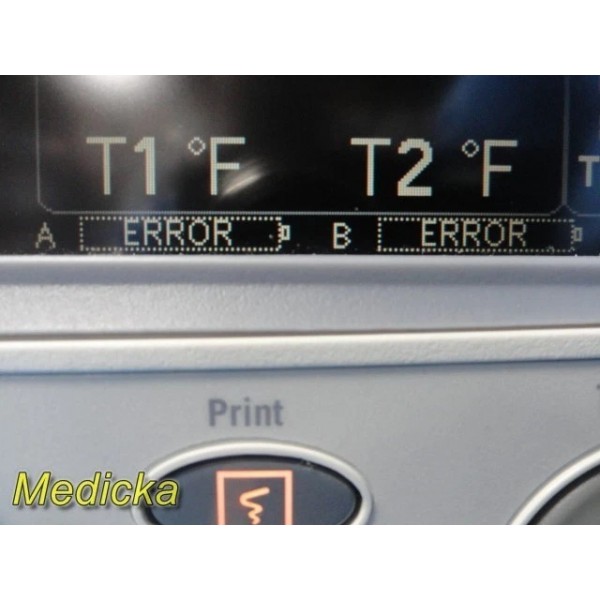 T1 °F T2 °F T
A ERROR B ERROR
Print
Medicka